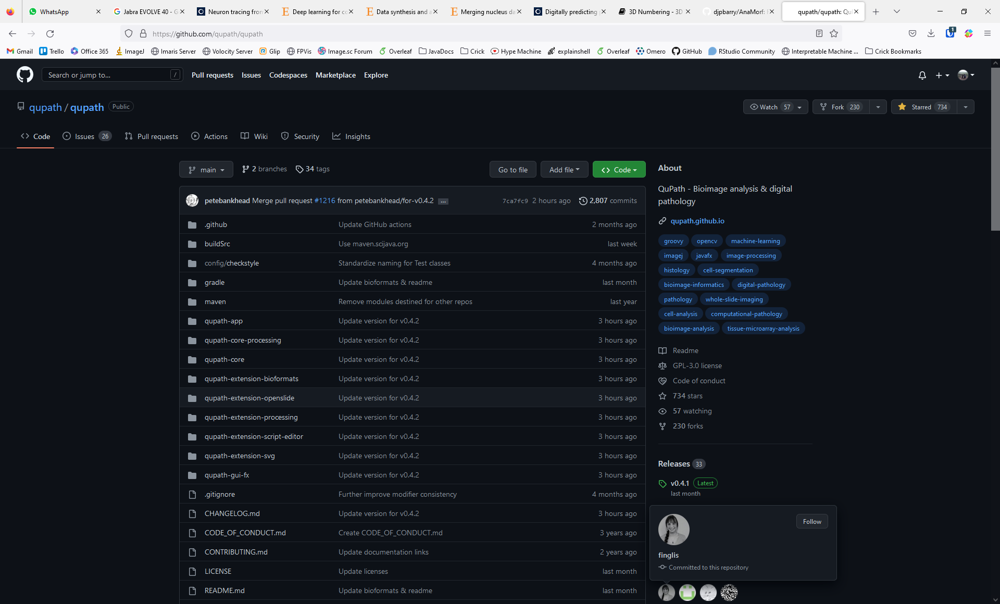 WhatsApp
Jabra EVOLVE 40 - G
Neuron tracing from
Deep learning for co
Data synthesis and a
Merging nucleus da
Digitally predicting
3D Numbering - 3D
djpbarry/AnaMorf: i
qupath/qupath: Qu
https://github.com/qupath/qupath
1
Gmail Trello Office 365 ImageJ Imaris Server Volocity Server Glip FPVis Image.sc Forum Overleaf JavaDocs Crick Hype Machine explainshell Overleaf Omero GitHub RStudio Community Interpretable Machine ... Crick Bookmarks
Search or jump to... / Pull requests Issues Codespaces Marketplace Explore
qupath / qupath Public
Watch 57 Fork 230 Starred 734
Code Issues 26 Pull requests Actions Wiki Security Insights
main 2 branches 34 tags Go to file Add file Code
petebankhead Merge pull request #1216 from petebankhead/for-v0.4.2 ... 7ca7fc9 2 hours ago 2,807 commits
.github Update GitHub actions 2 months ago
buildSrc Use maven.scijava.org last week
config/checkstyle Standardize naming for Test classes 4 months ago
gradle Update bioformats & readme last month
maven Remove modules destined for other repos last year
qupath-app Update version for v0.4.2 3 hours ago
qupath-core-processing Update version for v0.4.2 3 hours ago
qupath-core Update version for v0.4.2 3 hours ago
qupath-extension-bioformats Update version for v0.4.2 3 hours ago
qupath-extension-openslide Update version for v0.4.2 3 hours ago
qupath-extension-processing Update version for v0.4.2 3 hours ago
qupath-extension-script-editor Update version for v0.4.2 3 hours ago
qupath-extension-svg Update version for v0.4.2 3 hours ago
qupath-gui-fx Update version for v0.4.2 3 hours ago
.gitignore Further improve modifier consistency 4 months ago
CHANGELOG.md Update version for v0.4.2 3 hours ago
CODE_OF_CONDUCT.md Create CODE_OF_CONDUCT.md 3 years ago
CONTRIBUTING.md Update documentation links 2 years ago
LICENSE Update licenses last month
README.md Update bioformats & readme last month
About
QuPath - Bioimage analysis & digital
pathology
qupath.github.io
groovy opencv machine-learning
imagej javafx image-processing
histology cell-segmentation
bioimage-informatics digital-pathology
pathology whole-slide-imaging
cell-analysis computational-pathology
bioimage-analysis tissue-microarray-analysis
Readme
GPL-3.0 license
Code of conduct
734 stars
57 watching
230 forks
Releases 33
v0.4.1 Latest
last month
Follow
finglis
Committed to this repository